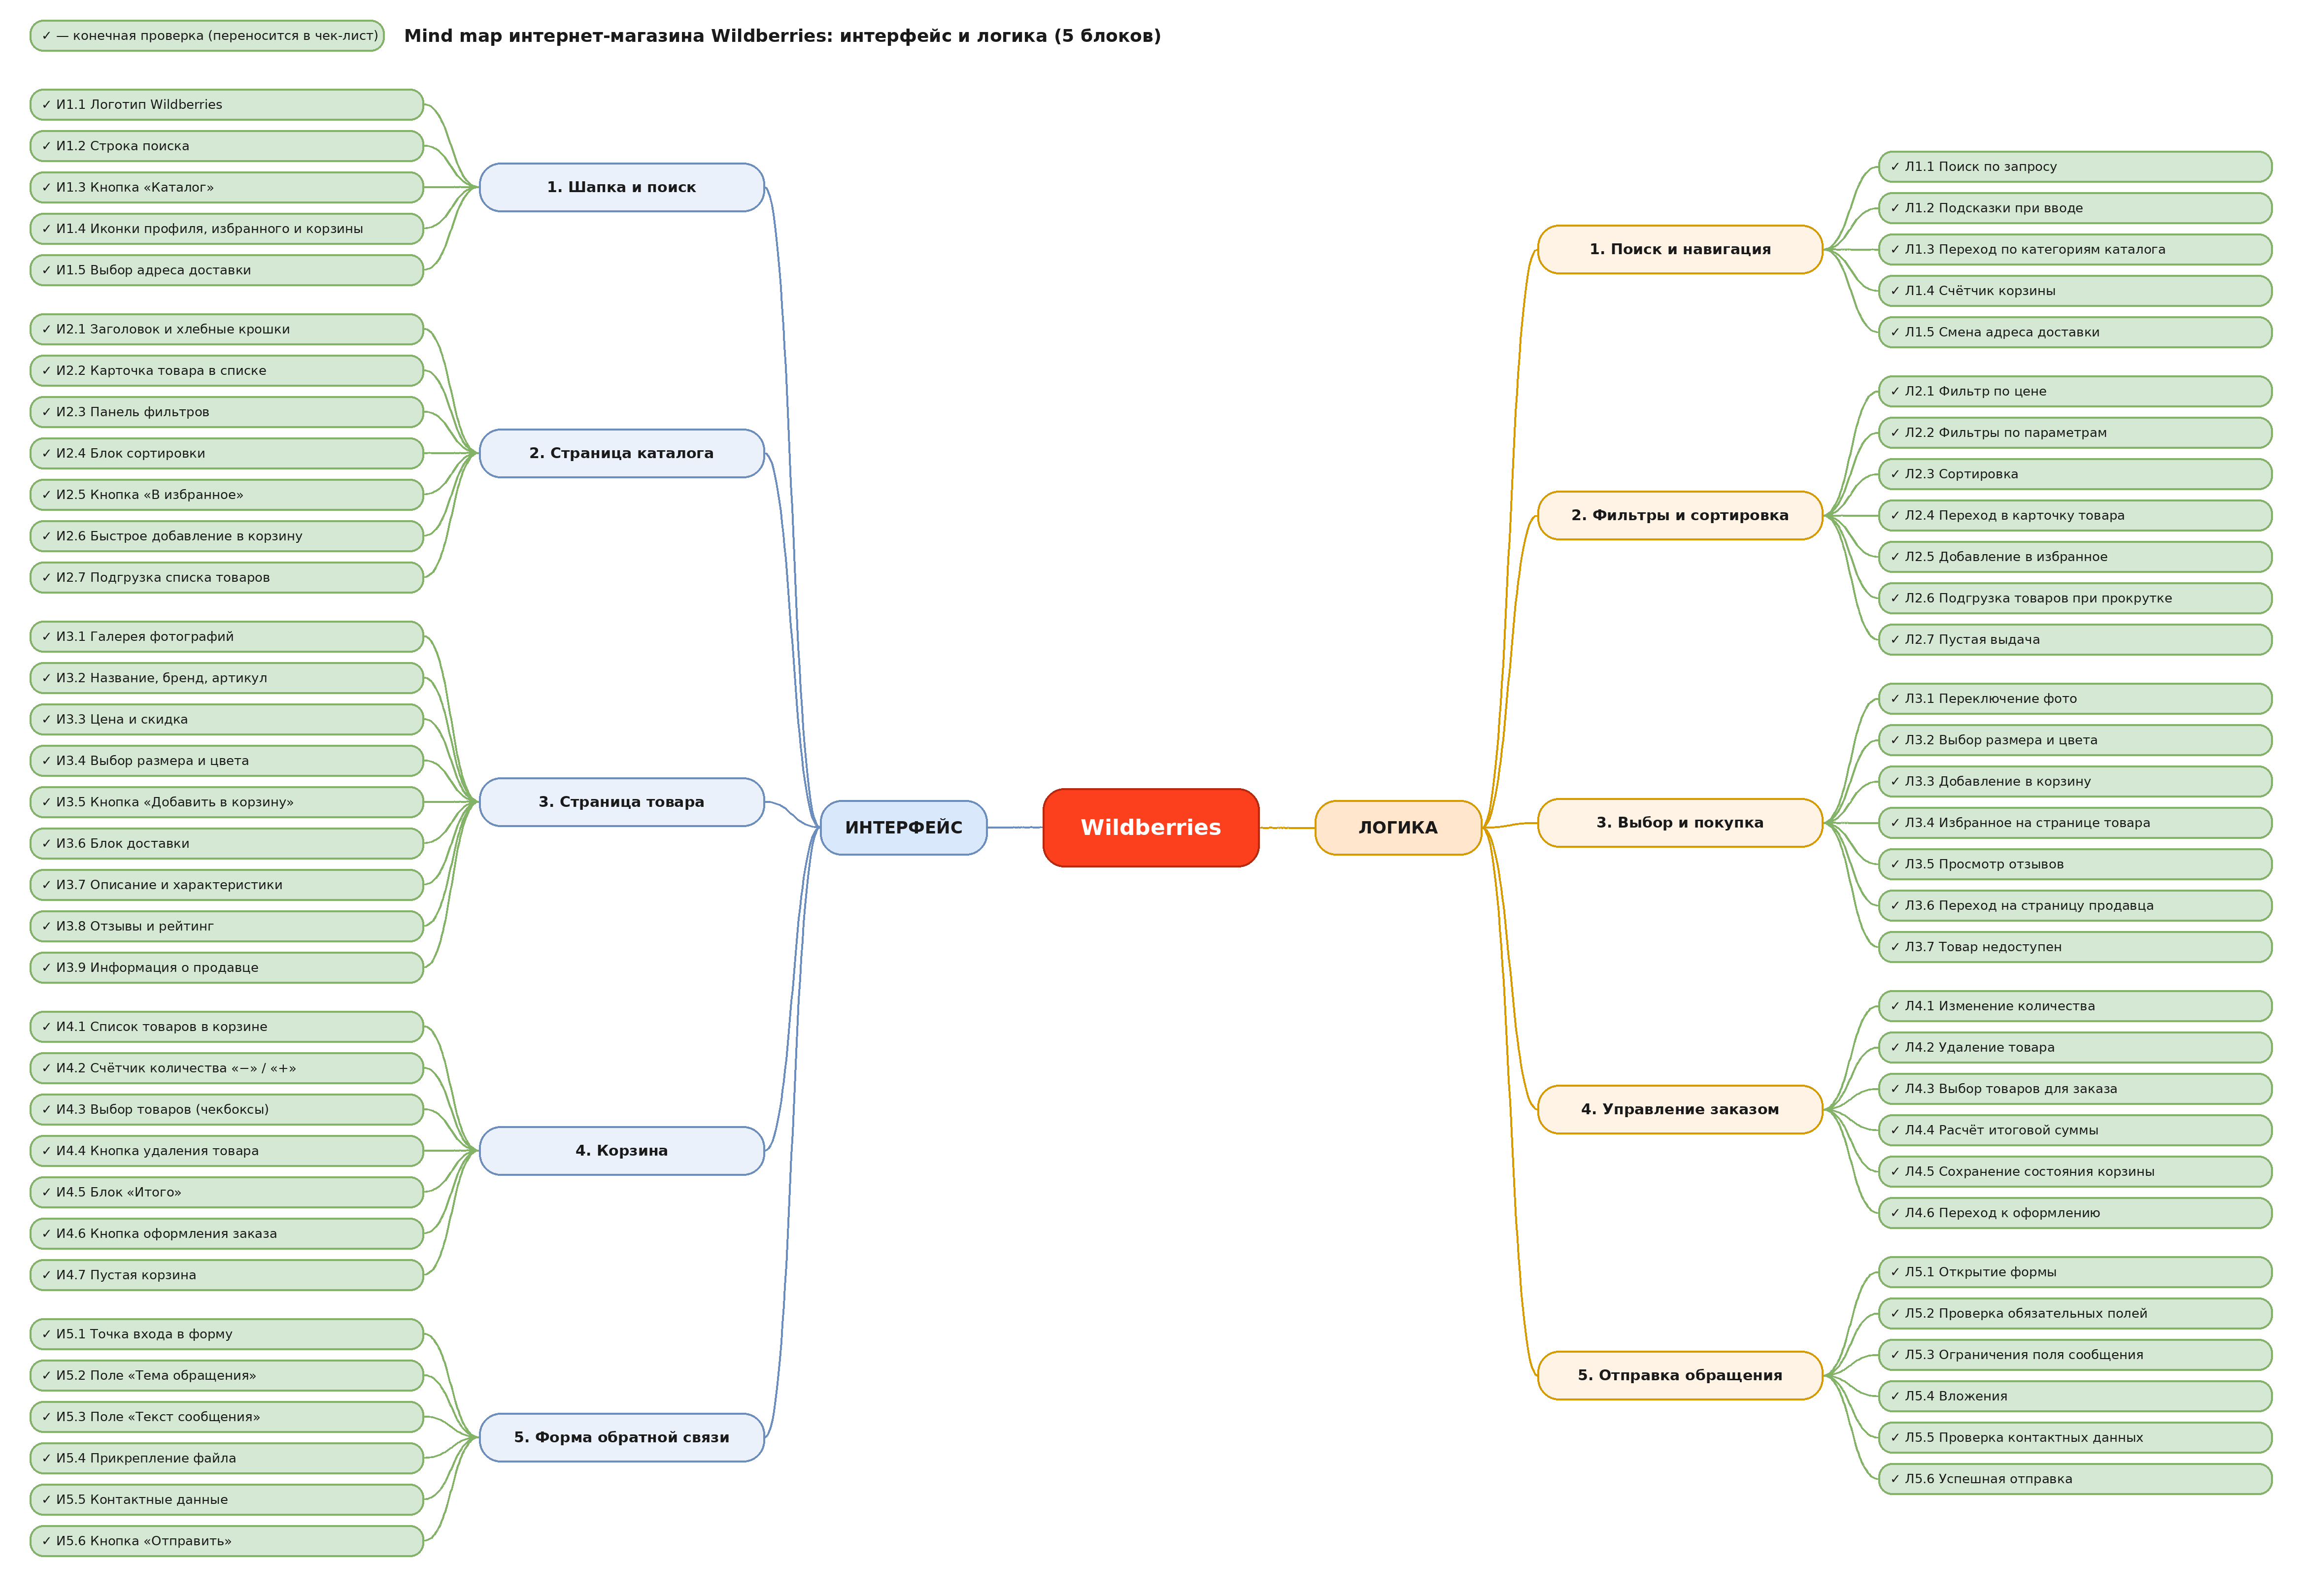 ✓ — конечная проверка (переносится в чек-лист)
Mind map интернет-магазина Wildberries: интерфейс и логика (5 блоков)
✓ И1.1 Логотип Wildberries
✓ И1.2 Строка поиска
✓ И1.3 Кнопка «Каталог»
✓ И1.4 Иконки профиля, избранного и корзины
✓ И1.5 Выбор адреса доставки
1. Шапка и поиск
✓ И2.1 Заголовок и хлебные крошки
✓ И2.2 Карточка товара в списке
✓ И2.3 Панель фильтров
✓ И2.4 Блок сортировки
✓ И2.5 Кнопка «В избранное»
✓ И2.6 Быстрое добавление в корзину
✓ И2.7 Подгрузка списка товаров
2. Страница каталога
✓ И3.1 Галерея фотографий
✓ И3.2 Название, бренд, артикул
✓ И3.3 Цена и скидка
✓ И3.4 Выбор размера и цвета
✓ И3.5 Кнопка «Добавить в корзину»
✓ И3.6 Блок доставки
✓ И3.7 Описание и характеристики
✓ И3.8 Отзывы и рейтинг
✓ И3.9 Информация о продавце
3. Страница товара
✓ И4.1 Список товаров в корзине
✓ И4.2 Счётчик количества «−» / «+»
✓ И4.3 Выбор товаров (чекбоксы)
✓ И4.4 Кнопка удаления товара
✓ И4.5 Блок «Итого»
✓ И4.6 Кнопка оформления заказа
✓ И4.7 Пустая корзина
4. Корзина
✓ И5.1 Точка входа в форму
✓ И5.2 Поле «Тема обращения»
✓ И5.3 Поле «Текст сообщения»
✓ И5.4 Прикрепление файла
✓ И5.5 Контактные данные
✓ И5.6 Кнопка «Отправить»
5. Форма обратной связи
ИНТЕРФЕЙС
Wildberries
ЛОГИКА
1. Поиск и навигация
✓ Л1.1 Поиск по запросу
✓ Л1.2 Подсказки при вводе
✓ Л1.3 Переход по категориям каталога
✓ Л1.4 Счётчик корзины
✓ Л1.5 Смена адреса доставки
2. Фильтры и сортировка
✓ Л2.1 Фильтр по цене
✓ Л2.2 Фильтры по параметрам
✓ Л2.3 Сортировка
✓ Л2.4 Переход в карточку товара
✓ Л2.5 Добавление в избранное
✓ Л2.6 Подгрузка товаров при прокрутке
✓ Л2.7 Пустая выдача
3. Выбор и покупка
✓ Л3.1 Переключение фото
✓ Л3.2 Выбор размера и цвета
✓ Л3.3 Добавление в корзину
✓ Л3.4 Избранное на странице товара
✓ Л3.5 Просмотр отзывов
✓ Л3.6 Переход на страницу продавца
✓ Л3.7 Товар недоступен
4. Управление заказом
✓ Л4.1 Изменение количества
✓ Л4.2 Удаление товара
✓ Л4.3 Выбор товаров для заказа
✓ Л4.4 Расчёт итоговой суммы
✓ Л4.5 Сохранение состояния корзины
✓ Л4.6 Переход к оформлению
5. Отправка обращения
✓ Л5.1 Открытие формы
✓ Л5.2 Проверка обязательных полей
✓ Л5.3 Ограничения поля сообщения
✓ Л5.4 Вложения
✓ Л5.5 Проверка контактных данных
✓ Л5.6 Успешная отправка